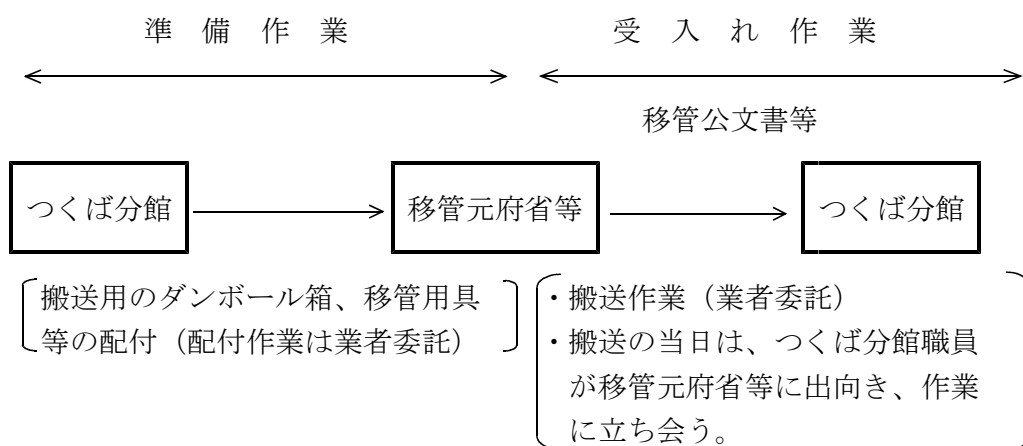 準備作業
受入れ作業
移管公文書等
つくば分館
移管元府省等
つくば分館
搬送用のダンボール箱、移管用具
等の配付（配付作業は業者委託）
・搬送作業（業者委託）
・搬送の当日は、つくば分館職員
が移管元府省等に出向き、作業
に立ち会う。